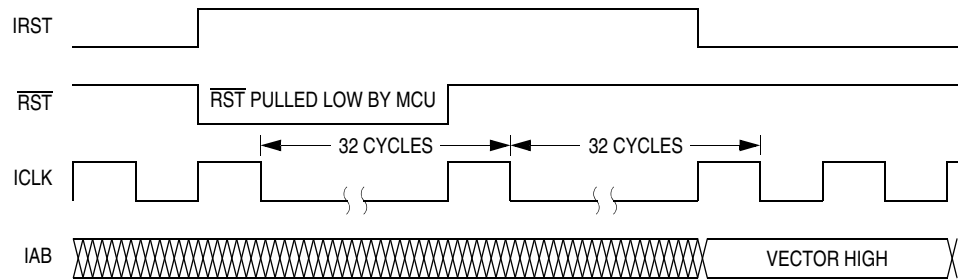 IRST
RST
RST PULLED LOW BY MCU
32 CYCLES
32 CYCLES
ICLK
IAB
VECTOR HIGH